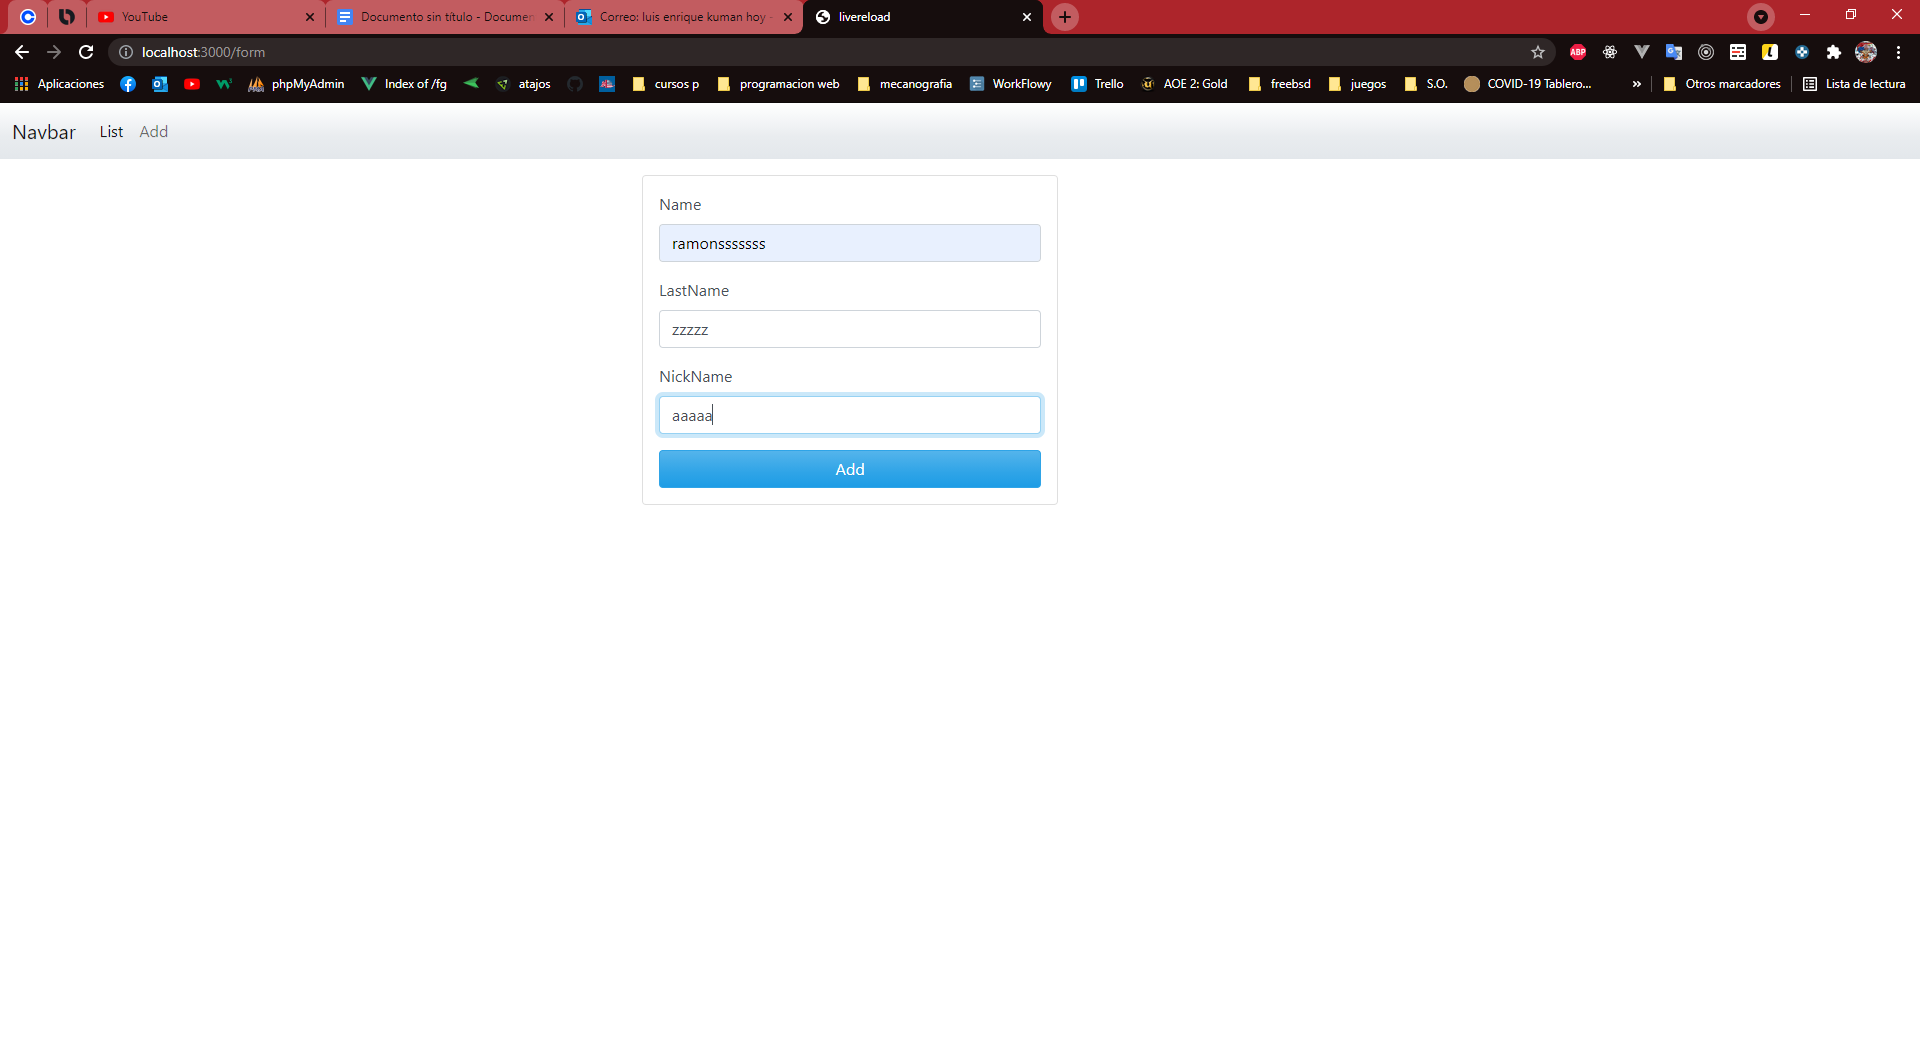 YouTube
Documento sin título - Documen
Correo: luis enrique kuman hoy -
livereload
localhost:3000/form
ABP
Aplicaciones
phpMyAdmin
Index of /fg
atajos
cursos p
programacion web
mecanografia
WorkFlowy
Trello
AOE 2: Gold
freebsd
juegos
S.O.
COVID-19 Tablero...
»
Otros marcadores
Lista de lectura
Navbar
List
Add
Name
ramonsssssss
LastName
zzzzz
NickName
aaaaa
Add